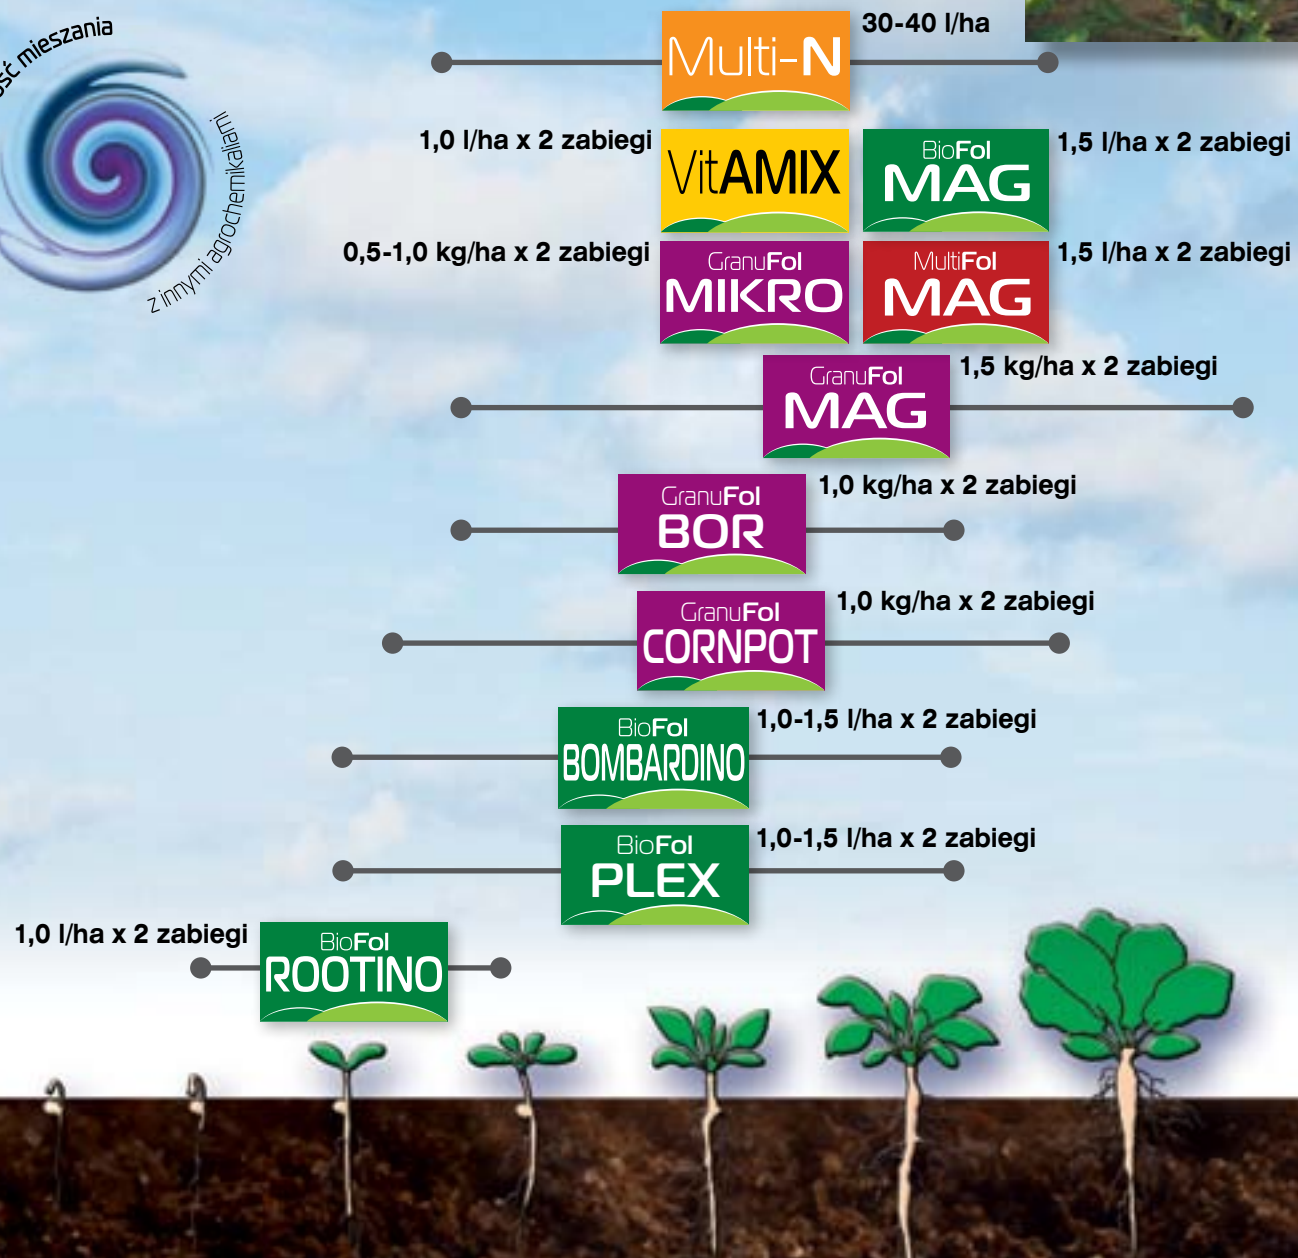 mieszania
z innymi agrochemikaliami
Multi-N
30-40 l/ha
1,0 l/ha x 2 zabiegi
VitAMIX
BioFol
MAG
1,5 l/ha x 2 zabiegi
0,5-1,0 kg/ha x 2 zabiegi
GranuFol
MIKRO
MultiFol
MAG
1,5 l/ha x 2 zabiegi
GranuFol
MAG
1,5 kg/ha x 2 zabiegi
GranuFol
BOR
1,0 kg/ha x 2 zabiegi
GranuFol
CORNPOT
1,0 kg/ha x 2 zabiegi
BioFol
BOMBARDINO
1,0-1,5 l/ha x 2 zabiegi
BioFol
PLEX
1,0-1,5 l/ha x 2 zabiegi
1,0 l/ha x 2 zabiegi
BioFol
ROOTINO